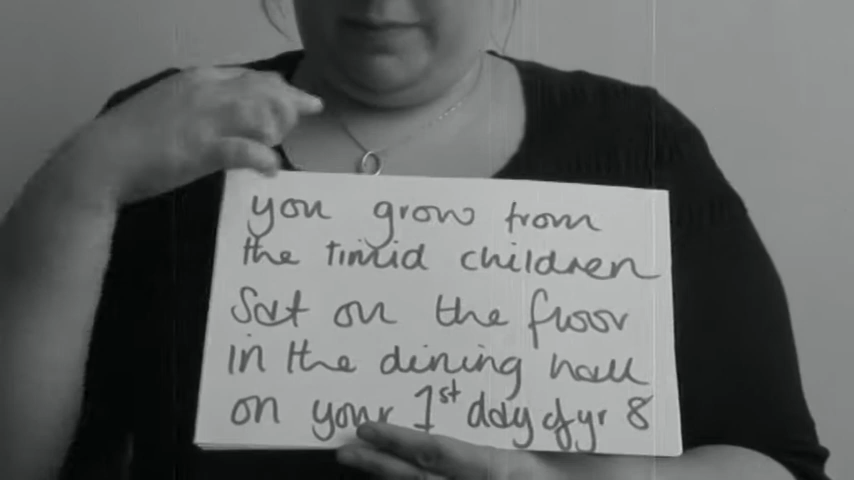 you grow from
the timid children
Sat on the floor
in the dining hall
on your 1st day of yr 8